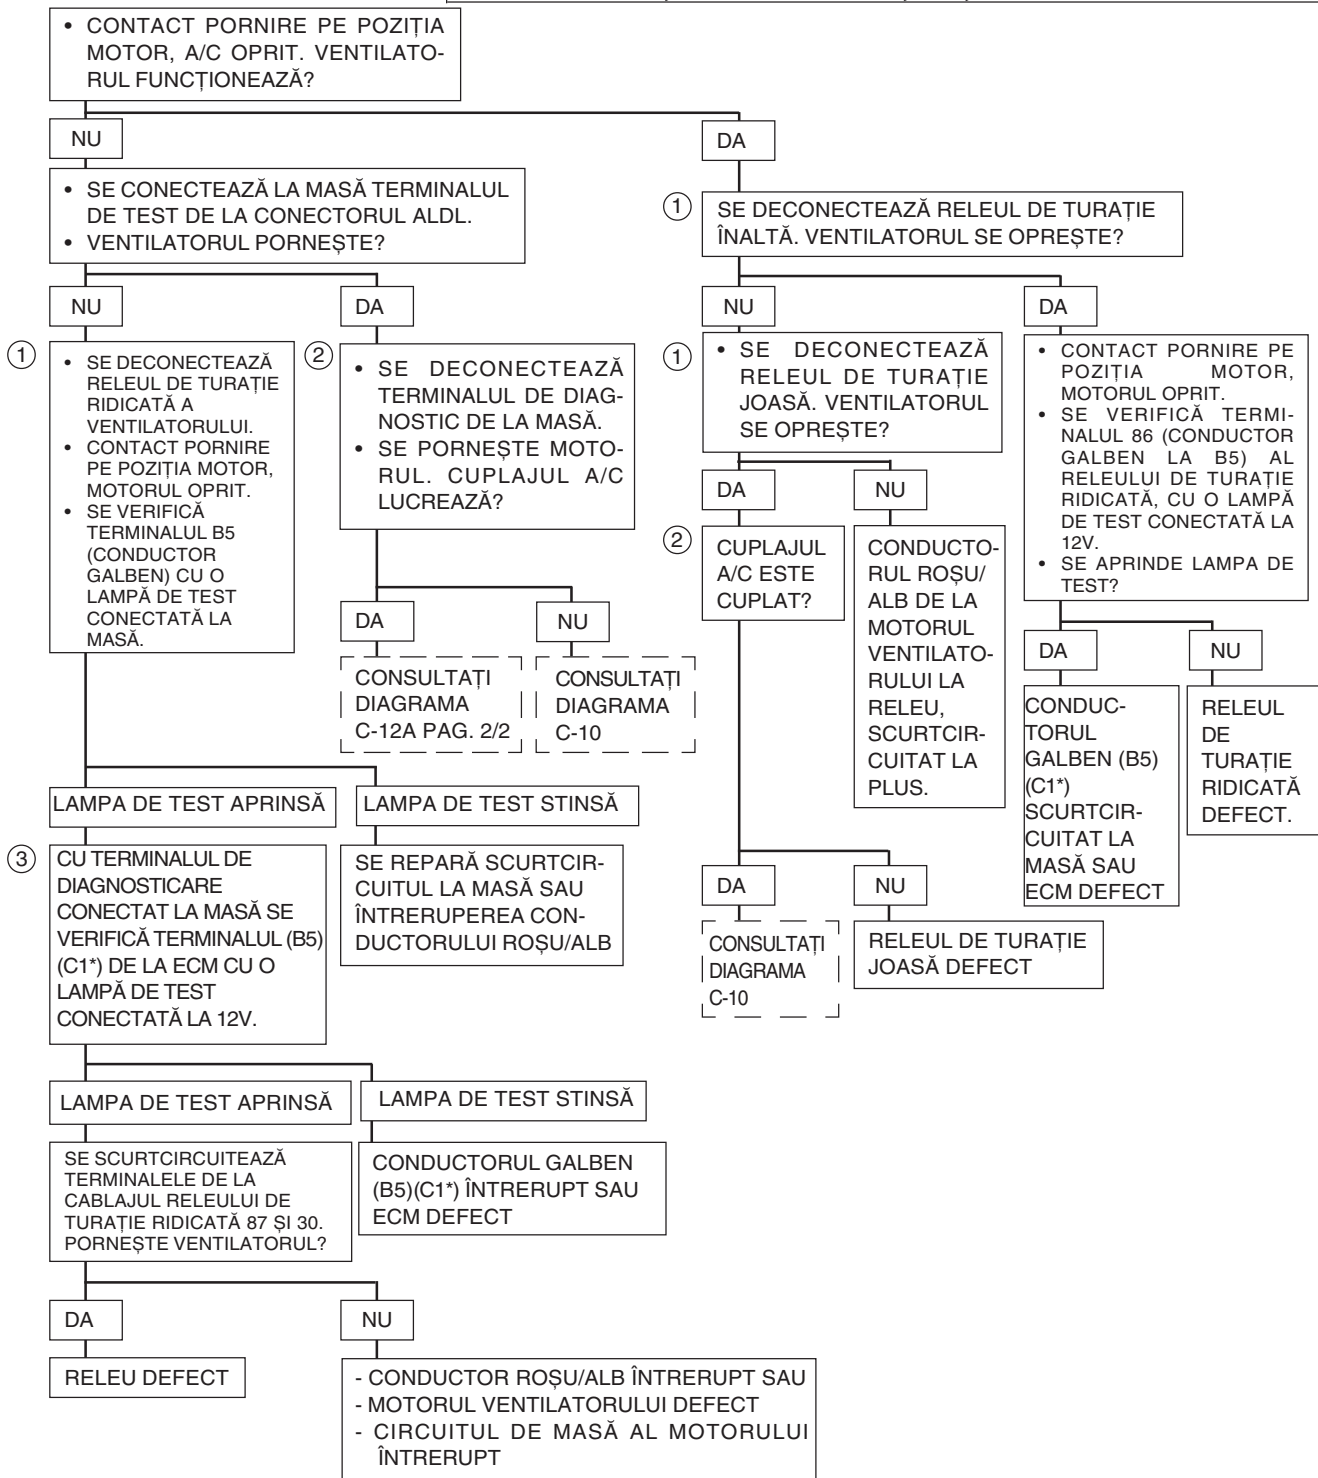 • CONTACT PORNIRE PE POZIȚIA
MOTOR, A/C OPRIT. VENTILATO-
RUL FUNCȚIONEAZĂ?
NU
DA
• SE CONECTEAZĂ LA MASĂ TERMINALUL
DE TEST DE LA CONECTORUL ALDL.
• VENTILATORUL PORNEȘTE?
1
SE DECONECTEAZĂ RELEUL DE TURAȚIE
ÎNALTĂ. VENTILATORUL SE OPREȘTE?
NU
DA
NU
DA
1
• SE DECONECTEAZĂ
RELEUL DE TURAȚIE
RIDICATĂ A
VENTILATORULUI.
• CONTACT PORNIRE
PE POZIȚIA MOTOR,
MOTORUL OPRIT.
• SE VERIFICĂ
TERMINALUL B5
(CONDUCTOR
GALBEN) CU O
LAMPĂ DE TEST
CONECTATĂ LA
MASĂ.
2
• SE DECONECTEAZĂ
TERMINALUL DE DIAG-
NOSTIC DE LA MASĂ.
• SE PORNEȘTE MOTO-
RUL. CUPLAJUL A/C
LUCREAZĂ?
1
• SE DECONECTEAZĂ
RELEUL DE TURAȚIE
JOASĂ. VENTILATORUL
SE OPREȘTE?
• CONTACT PORNIRE PE
POZIȚIA MOTOR,
MOTORUL OPRIT.
• SE VERIFICĂ TERMI-
NALUL 86 (CONDUCTOR
GALBEN LA B5) AL
RELEULUI DE TURAȚIE
RIDICATĂ, CU O LAMPĂ
DE TEST CONECTATĂ LA
12V.
• SE APRINDE LAMPA DE
TEST?
DA
NU
2
CUPLAJUL
A/C ESTE
CUPLAT?
CONDUCTO-
RUL ROȘU/
ALB DE LA
MOTORUL
VENTILATO-
RULUI LA
RELEU,
SCURTCIR-
CUITAT LA
PLUS.
DA
NU
DA
NU
CONSULTAȚI
DIAGRAMA
C-12A PAG. 2/2
CONSULTAȚI
DIAGRAMA
C-10
CONDUC-
TORUL
GALBEN (B5)
(C1*)
SCURTCIR-
CUITAT LA
MASĂ SAU
ECM DEFECT
RELEUL
DE
TURAȚIE
RIDICATĂ
DEFECT.
LAMPA DE TEST APRINSĂ
LAMPA DE TEST STINSĂ
3
CU TERMINALUL DE
DIAGNOSTICARE
CONECTAT LA MASĂ SE
VERIFICĂ TERMINALUL (B5)
(C1*) DE LA ECM CU O
LAMPĂ DE TEST
CONECTATĂ LA 12V.
SE REPARĂ SCURTCIR-
CUITUL LA MASĂ SAU
ÎNTRERUPEREA CON-
DUCTORULUI ROȘU/ALB
DA
NU
CONSULTAȚI
DIAGRAMA
C-10
RELEUL DE TURAȚIE
JOASĂ DEFECT
LAMPA DE TEST APRINSĂ
LAMPA DE TEST STINSĂ
SE SCURTCIRCUITEAZĂ
TERMINALELE DE LA
CABLAJUL RELEULUI DE
TURAȚIE RIDICATĂ 87 ȘI 30.
PORNEȘTE VENTILATORUL?
CONDUCTORUL GALBEN
(B5)(C1*) ÎNTRERUPT SAU
ECM DEFECT
DA
NU
RELEU DEFECT
- CONDUCTOR ROȘU/ALB ÎNTRERUPT SAU
- MOTORUL VENTILATORULUI DEFECT
- CIRCUITUL DE MASĂ AL MOTORULUI
ÎNTRERUPT